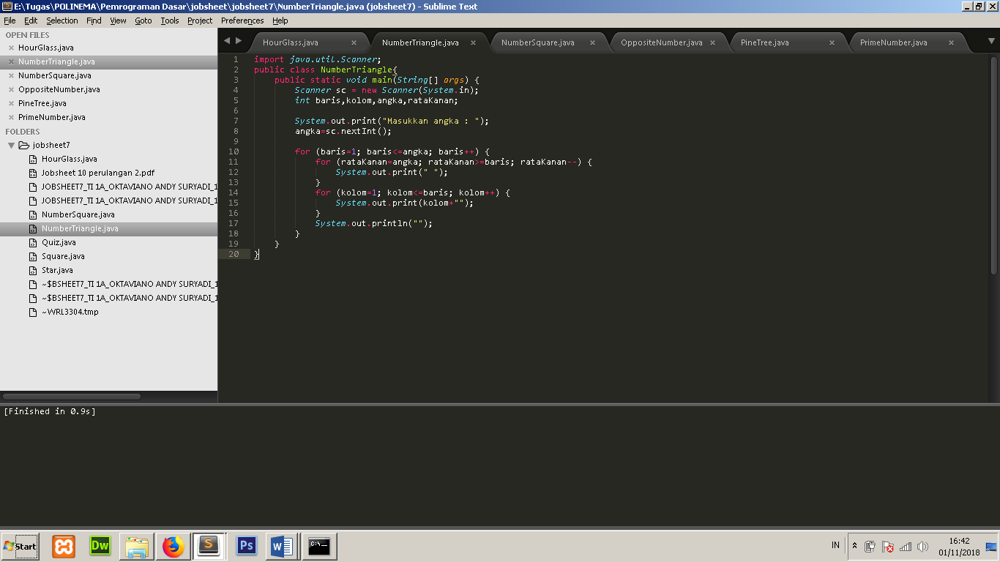 E:\Tugas\POLINEMA\Pemrograman Dasar\jobsheet\jobsheet7\NumberTriangle.java (jobsheet7) - Sublime Text
File Edit Selection Find View Goto Tools Project Preferences Help
OPEN FILES
HourGlass.java
NumberTriangle.java
NumberSquare.java
OppositeNumber.java
PineTree.java
PrimeNumber.java
FOLDERS
jobsheet7
HourGlass.java
Jobsheet 10 perulangan 2.pdf
JOBSHEET7_TI 1A_OKTAVIANO ANDY SURYADI_1
JOBSHEET7_TI 1A_OKTAVIANO ANDY SURYADI_1
NumberSquare.java
NumberTriangle.java
Quiz.java
Square.java
Star.java
~$BSHEET7_TI 1A_OKTAVIANO ANDY SURYADI_1
~$BSHEET7_TI 1A_OKTAVIANO ANDY SURYADI_1
~WRL3304.tmp
HourGlass.java NumberTriangle.java NumberSquare.java OppositeNumber.java PineTree.java PrimeNumber.java
1 import java.util.Scanner;
2 public class NumberTriangle{
3 public static void main(String[] args) {
4 Scanner sc = new Scanner(System.in);
5 int baris,kolom,angka,rataKanan;
6
7 System.out.print("Masukkan angka : ");
8 angka=sc.nextInt();
9
10 for (baris=1; baris<=angka; baris++) {
11 for (rataKanan=angka; rataKanan>=baris; rataKanan--) {
12 System.out.print(" ");
13 }
14 for (kolom=1; kolom<=baris; kolom++) {
15 System.out.print(kolom+"");
16 }
17 System.out.println("");
18 }
19 }
20 }
[Finished in 0.9s]
Start
Dw
Ps
IN
16:42
01/11/2018